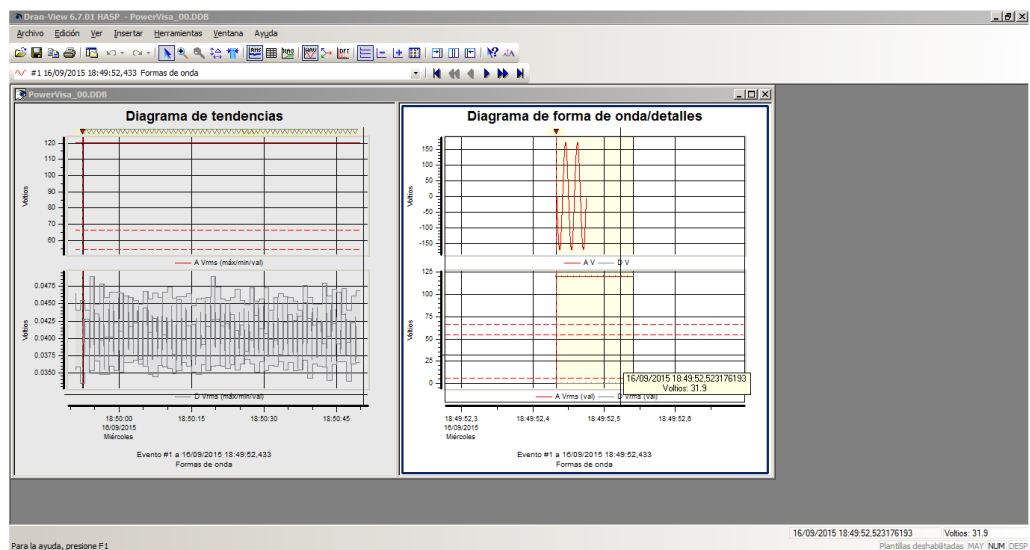 Dran-View 6.7.01 HASP - PowerVisa_00.DDB
Archivo Edición Ver Insertar Herramientas Ventana Ayuda
RMS MAG WAV DFT
#1 16/09/2015 18:49:52,433 Formas de onda
PowerVisa_00.DDB
Diagrama de tendencias
120
110
100
90
80
70
60
Voltios
A Vrms (máx/min/val)
0.0475
0.0450
0.0425
0.0400
0.0375
0.0350
Voltios
D Vrms (máx/min/val)
18:50:00 18:50:15 18:50:30 18:50:45
16/09/2015
Miércoles
Evento #1 a 16/09/2015 18:49:52,433
Formas de onda
Diagrama de forma de onda/detalles
150
100
50
0
-50
-100
-150
Voltios
A V D V
125
100
75
50
25
0
Voltios
16/09/2015 18:49:52,523176193
Voltios: 31.9
A Vrms (val) D Vrms (val)
18:49:52,3 18:49:52,4 18:49:52,5 18:49:52,6
16/09/2015
Miércoles
Evento #1 a 16/09/2015 18:49:52,433
Formas de onda
16/09/2015 18:49:52,523176193 Voltios: 31.9
Para la ayuda, presione F1 Plantillas deshabilitadas MAY NUM DESP